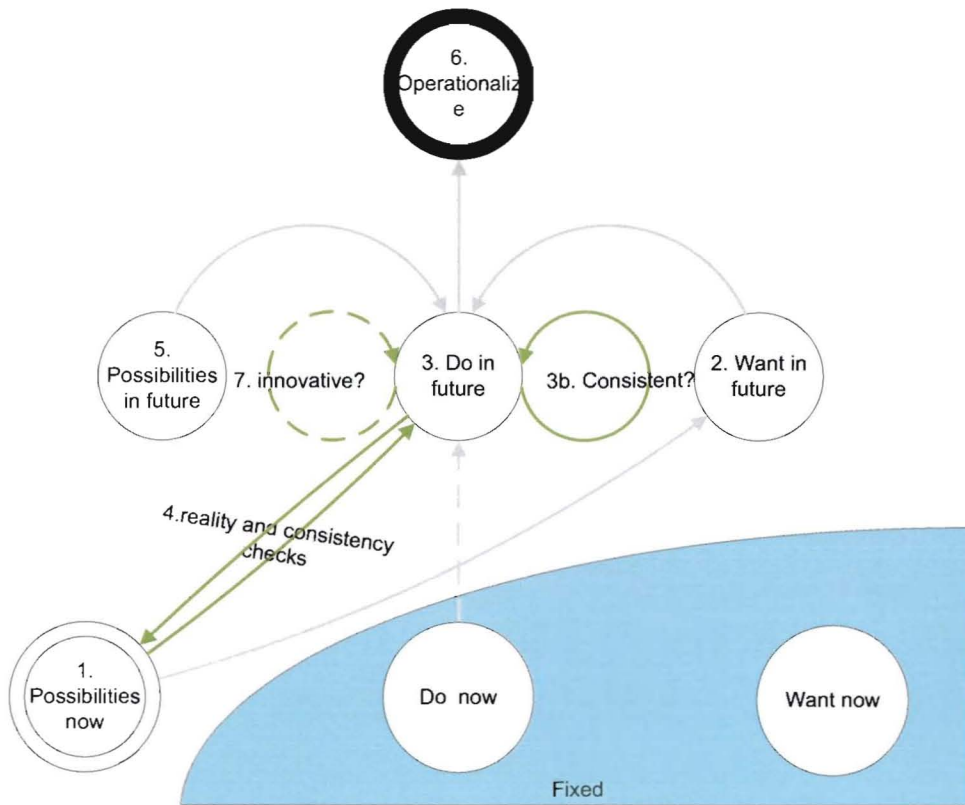 6.
Operationaliz
e
5.
Possibilities
in future
7. innovative?
3. Do in
future
3b. Consistent?
2. Want in
future
4.reality and consistency
checks
1.
Possibilities
now
Do now
Want now
Fixed